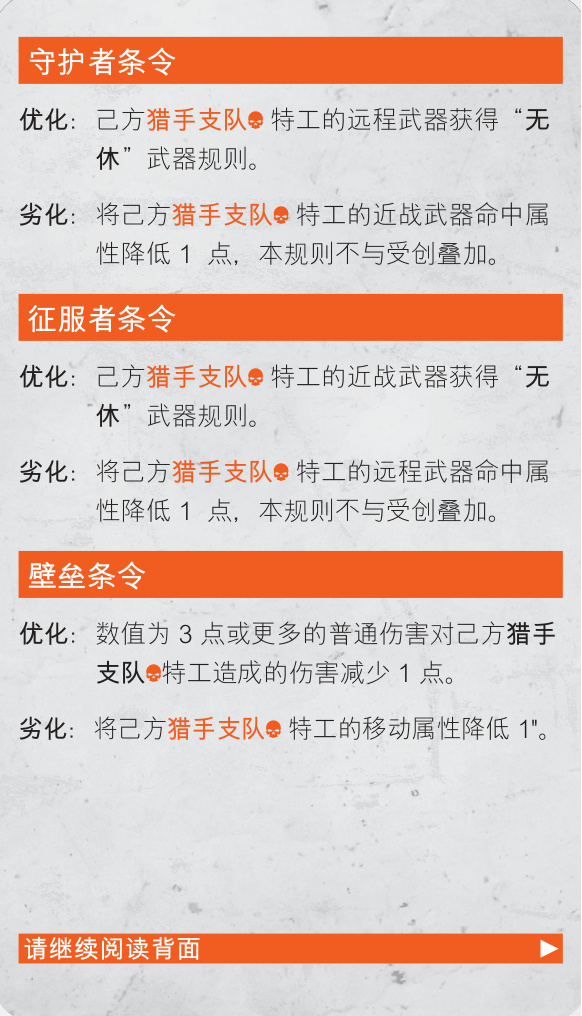 守护者条令
优化：己方猎手支队特工的远程武器获得“无
休”武器规则。
劣化：将己方猎手支队特工的近战武器命中属
性降低 1 点，本规则不与受创叠加。
征服者条令
优化：己方猎手支队特工的近战武器获得“无
休”武器规则。
劣化：将己方猎手支队特工的远程武器命中属
性降低 1 点，本规则不与受创叠加。
壁垒条令
优化：数值为 3 点或更多的普通伤害对己方猎手
支队特工造成的伤害减少 1 点。
劣化：将己方猎手支队特工的移动属性降低 1"。
请继续阅读背面